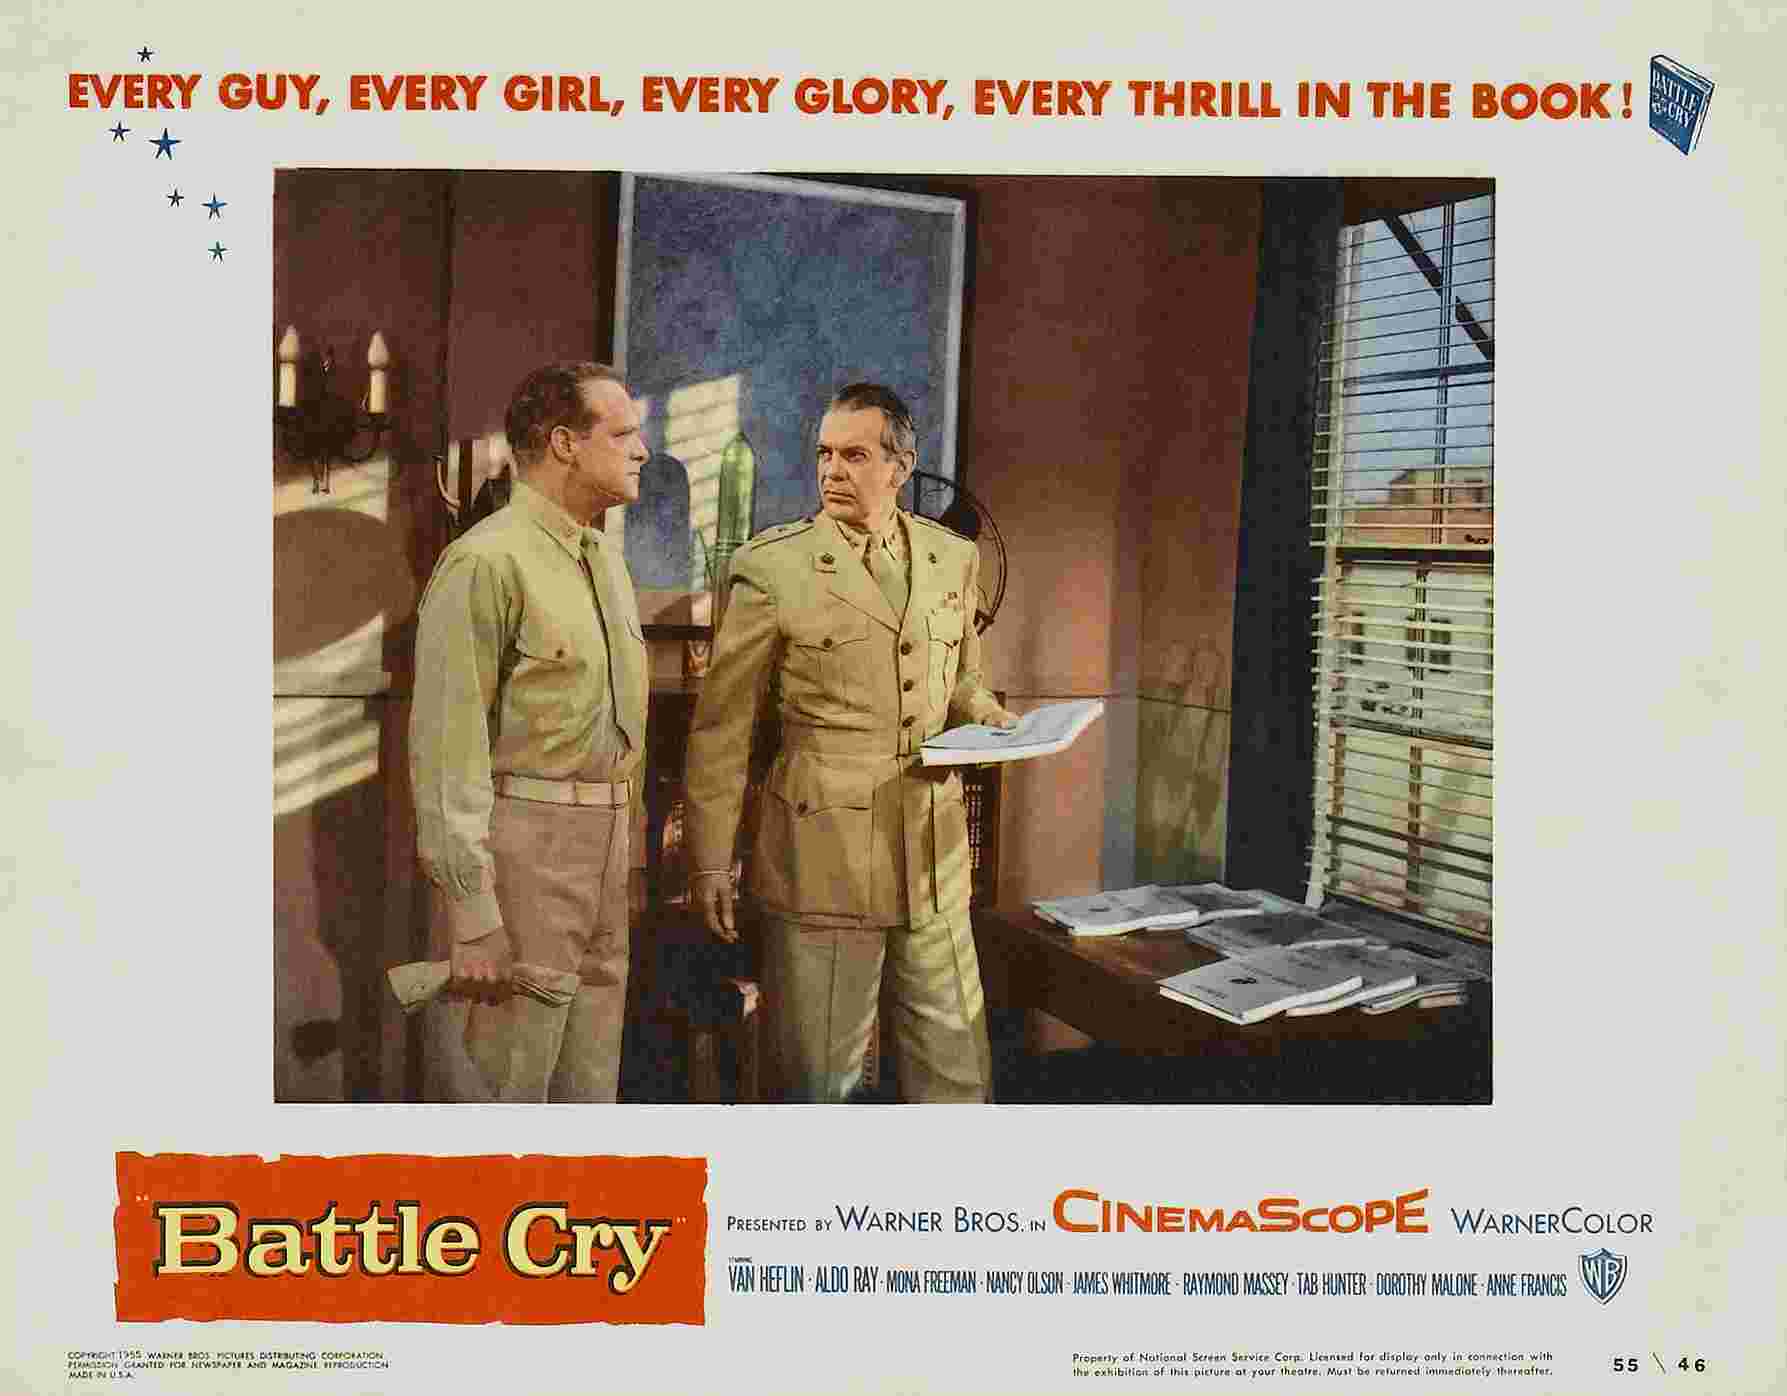 EVERY GUY, EVERY GIRL, EVERY GLORY, EVERY THRILL IN THE BOOK!
BATTLE
CRY
"Battle Cry"
PRESENTED BY WARNER BROS. IN CINEMASCOPE WARNERCOLOR
STARRING
VAN HEFLIN · ALDO RAY · MONA FREEMAN · NANCY OLSON · JAMES WHITMORE · RAYMOND MASSEY · TAB HUNTER · DOROTHY MALONE · ANNE FRANCIS
WB
COPYRIGHT 1955 WARNER BROS. PICTURES DISTRIBUTING CORPORATION
PERMISSION GRANTED FOR NEWSPAPER AND MAGAZINE REPRODUCTION
MADE IN U.S.A.
Property of National Screen Service Corp. Licensed for display only in connection with
the exhibition of this picture at your theatre. Must be returned immediately thereafter.
55 \ 46